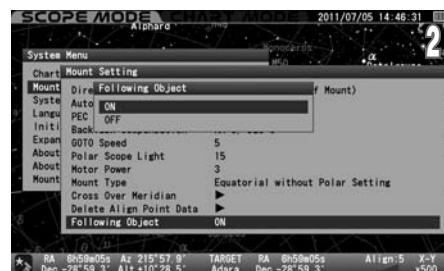 SCOPE MODE
2011/07/05 14:46:31
2
Alphard
System Menu
Chart
Mount Setting
Mount
Following Object
f Mount)
Syste
Auto
ON
Langu
PEC
OFF
Initi
Back
Expan
GOTO Speed 5
About
Polar Scope Light 15
About
Motor Power 3
Mount
Mount Type Equatorial without Polar Setting
Cross Over Meridian ▶
Delete Align Point Data ▶
Following Object ON
RA 6h59m05s Az 215°57.9' TARGET RA 6h59m05s Align:5 X-Y
Dec -28°59.3' Alt +10°28.5' Adara Dec -28°59.3' x500